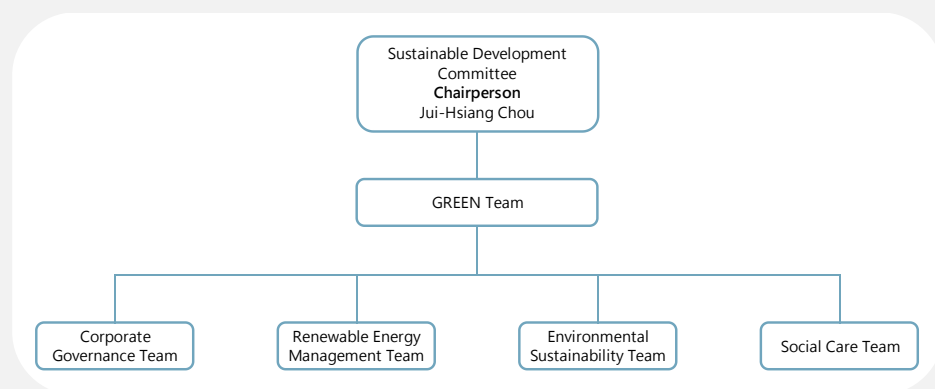 Sustainable Development
Committee
Chairperson
Jui-Hsiang Chou
GREEN Team
Corporate
Governance Team
Renewable Energy
Management Team
Environmental
Sustainability Team
Social Care Team